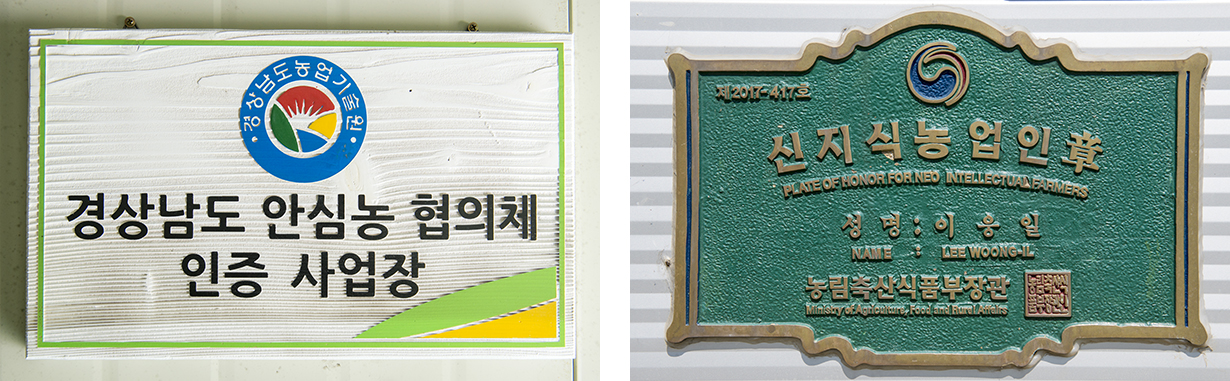 경상남도농업기술원
경상남도 안심농 협의체
인증 사업장
제2017-417호
신지식농업인章
PLATE OF HONOR FOR NEO INTELLECTUAL FARMERS
성 명 : 이 웅 일
NAME : LEE WOONG-IL
농림축산식품부장관
Ministry of Agriculture, Food and Rural Affairs